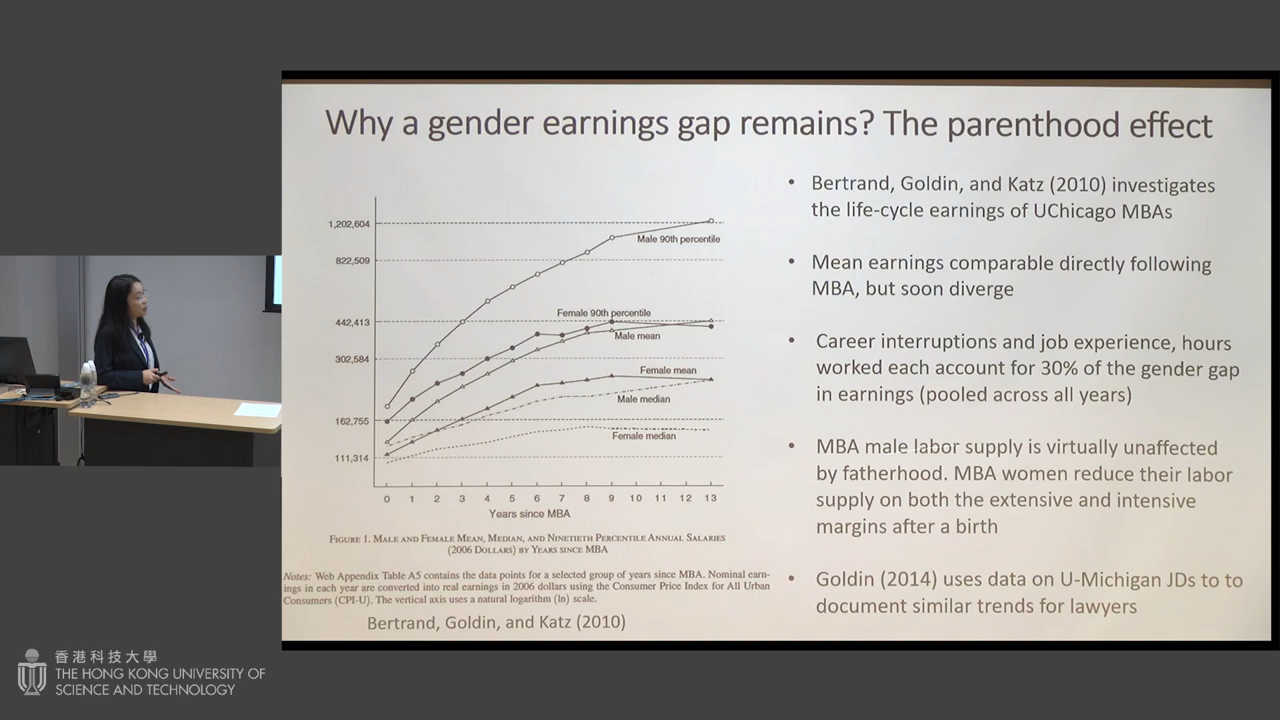 Why a gender earnings gap remains? The parenthood effect
1,202,604
822,509
442,413
302,584
162,755
111,314
Male 90th percentile
Female 90th percentile
Male mean
Female mean
Male median
Female median
0 1 2 3 4 5 6 7 8 9 10 11 12 13
Years since MBA
FIGURE 1. MALE AND FEMALE MEAN, MEDIAN, AND NINETIETH PERCENTILE ANNUAL SALARIES
(2006 DOLLARS) BY YEARS SINCE MBA
Notes: Web Appendix Table A5 contains the data points for a selected group of years since MBA. Nominal earn-
ings in each year are converted into real earnings in 2006 dollars using the Consumer Price Index for All Urban
Consumers (CPI-U). The vertical axis uses a natural logarithm (ln) scale.
Bertrand, Goldin, and Katz (2010)
• Bertrand, Goldin, and Katz (2010) investigates
the life-cycle earnings of UChicago MBAs
• Mean earnings comparable directly following
MBA, but soon diverge
• Career interruptions and job experience, hours
worked each account for 30% of the gender gap
in earnings (pooled across all years)
• MBA male labor supply is virtually unaffected
by fatherhood. MBA women reduce their labor
supply on both the extensive and intensive
margins after a birth
• Goldin (2014) uses data on U-Michigan JDs to to
document similar trends for lawyers
香港科技大學
THE HONG KONG UNIVERSITY OF
SCIENCE AND TECHNOLOGY